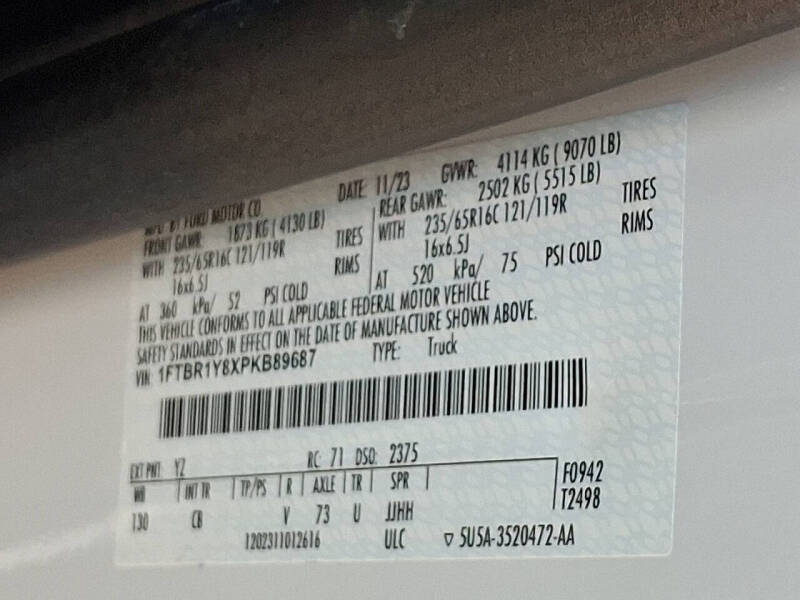 MFD BY FORD MOTOR CO DATE: 11/23 GVWR: 4114 KG ( 9070 LB)
FRONT GAWR: 1873 KG ( 4130 LB) REAR GAWR: 2502 KG ( 5515 LB)
WITH 235/65R16C 121/119R TIRES WITH 235/65R16C 121/119R TIRES
16x6.5J RIMS 16x6.5J RIMS
AT 360 kPa/ 52 PSI COLD AT 520 kPa/ 75 PSI COLD
THIS VEHICLE CONFORMS TO ALL APPLICABLE FEDERAL MOTOR VEHICLE
SAFETY STANDARDS IN EFFECT ON THE DATE OF MANUFACTURE SHOWN ABOVE.
VIN: 1FTBR1Y8XPKB89687 TYPE: Truck
EXT PNT: YZ RC: 71 DSO: 2375
WB INT TR TP/PS R AXLE TR SPR F0942
130 CB V 73 U JJHH T2498
1202311012616 ULC ▽ 5U5A-3520472-AA